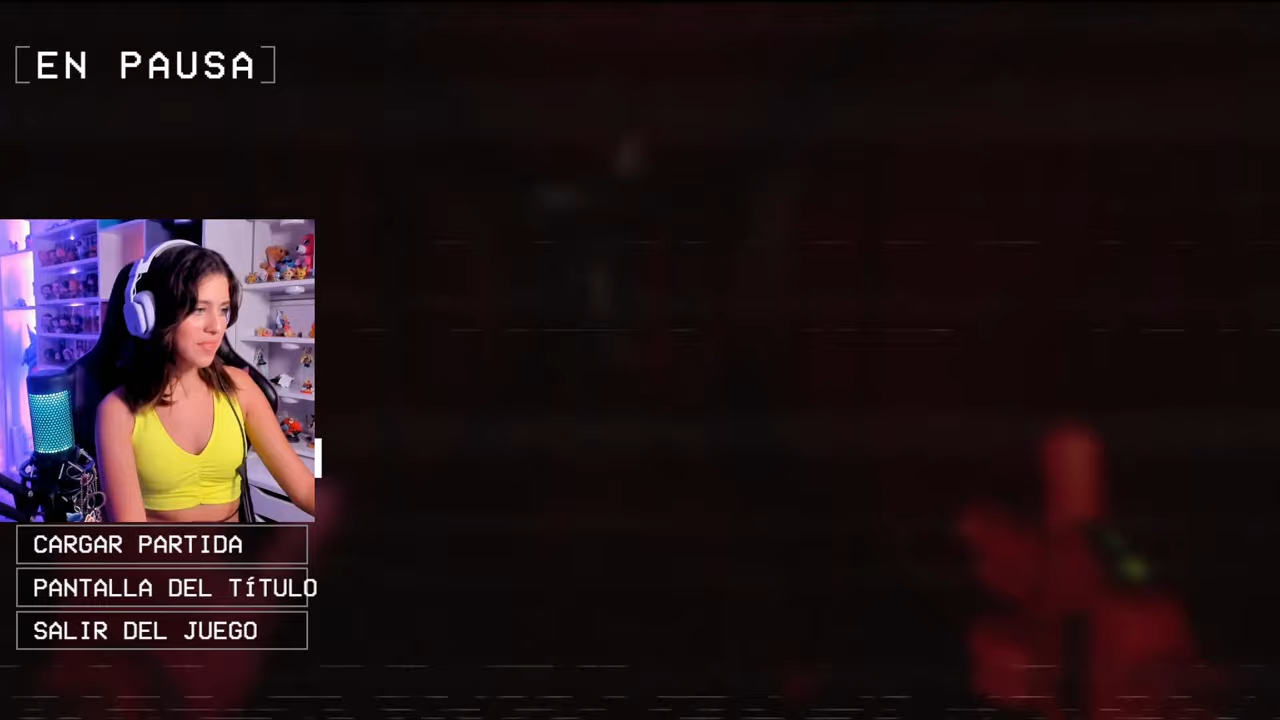 EN PAUSA
CARGAR PARTIDA
PANTALLA DEL TíTULO
SALIR DEL JUEGO